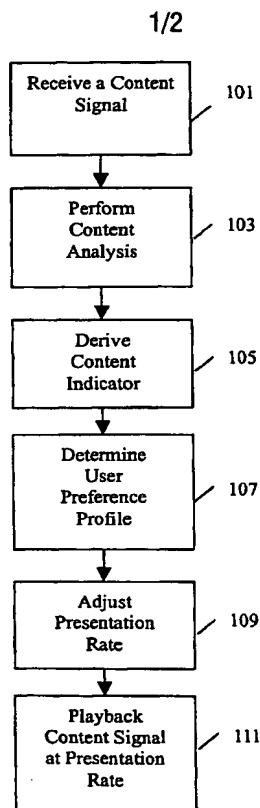 1/2
Receive a Content
Signal
101
Perform
Content
Analysis
103
Derive
Content
Indicator
105
Determine
User
Preference
Profile
107
Adjust
Presentation
Rate
109
Playback
Content Signal
at Presentation
Rate
111